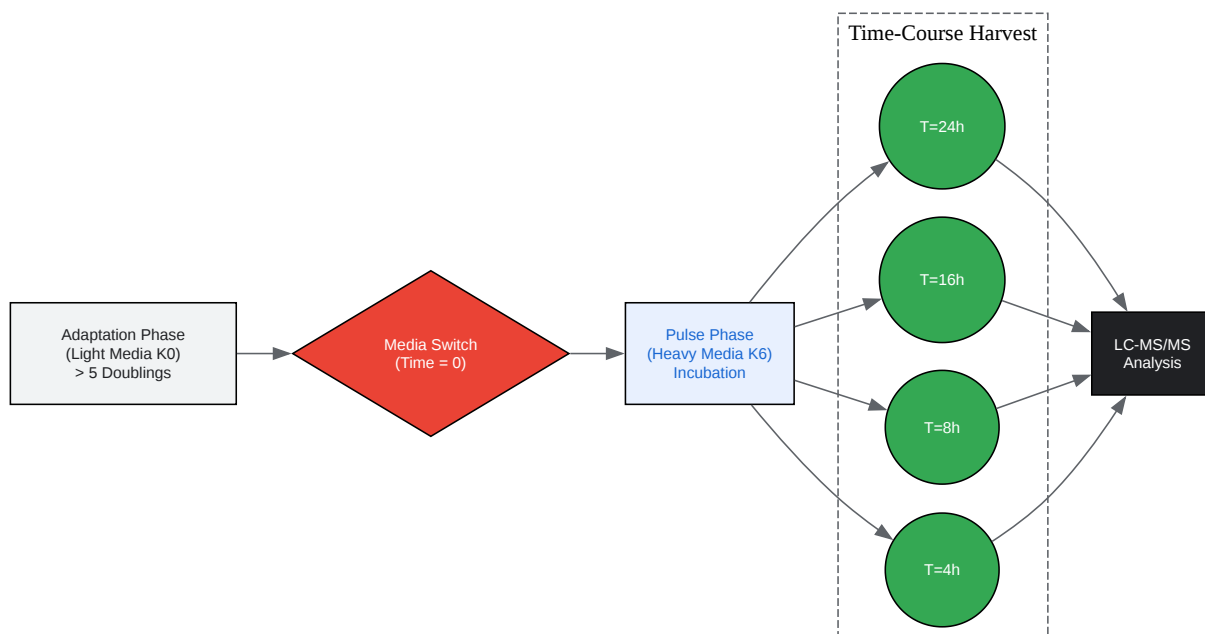 Time-Course Harvest
T=24h
T=16h
Adaptation Phase
(Light Media K0)
> 5 Doublings
Media Switch
(Time = 0)
Pulse Phase
(Heavy Media K6)
Incubation
LC-MS/MS
Analysis
T=8h
T=4h